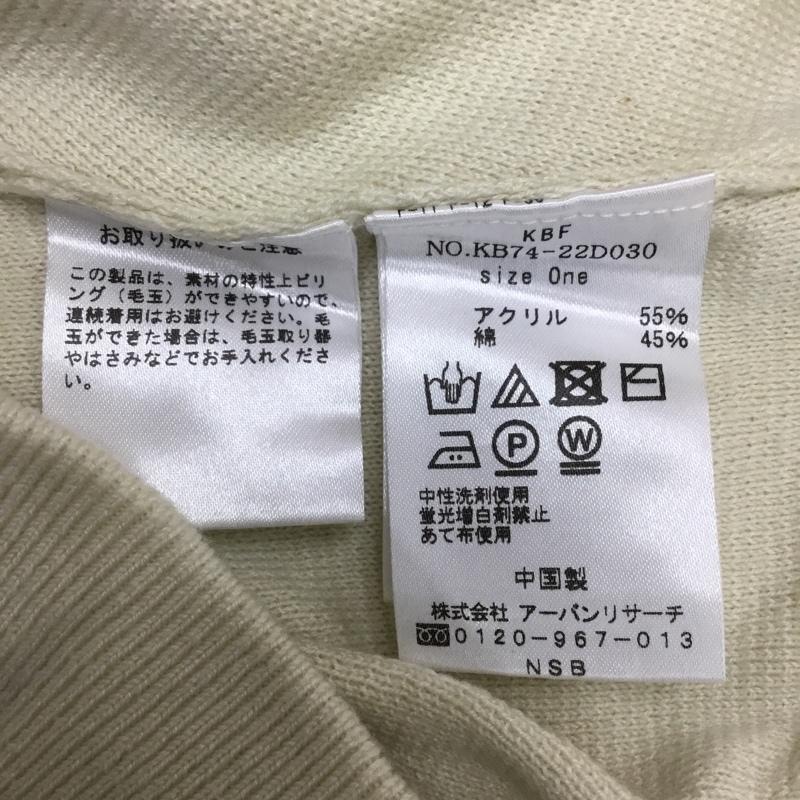 お取り扱いのご注意
この製品は、素材の特性上ピリ
ング（毛玉）ができやすいので、
連続着用はお避けください。毛
玉ができた場合は、毛玉取り器
やはさみなどでお手入れくださ
い。
KBF
NO.KB74-22D030
size One
アクリル 55%
綿 45%
P
W
中性洗剤使用
蛍光増白剤禁止
あて布使用
中国製
株式会社 アーバンリサーチ
0120-967-013
NSB